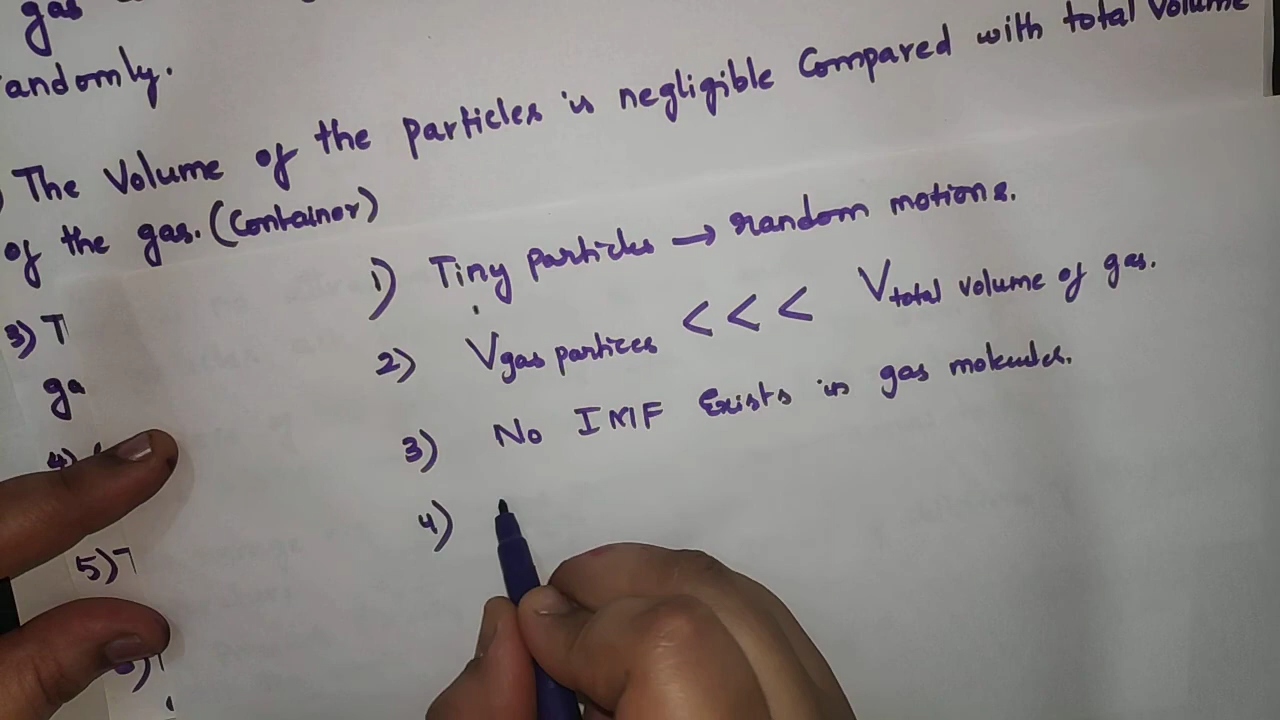 gas
andomly.
The Volume of the particles is negligible Compared with total Volume
of the gas. (Container)
1) Tiny particles → random motions.
2) Vgas partices < < < Vtotal volume of gas.
3) No IMF Exists in gas molecules.
4)
3) T
ga
4)
5) T